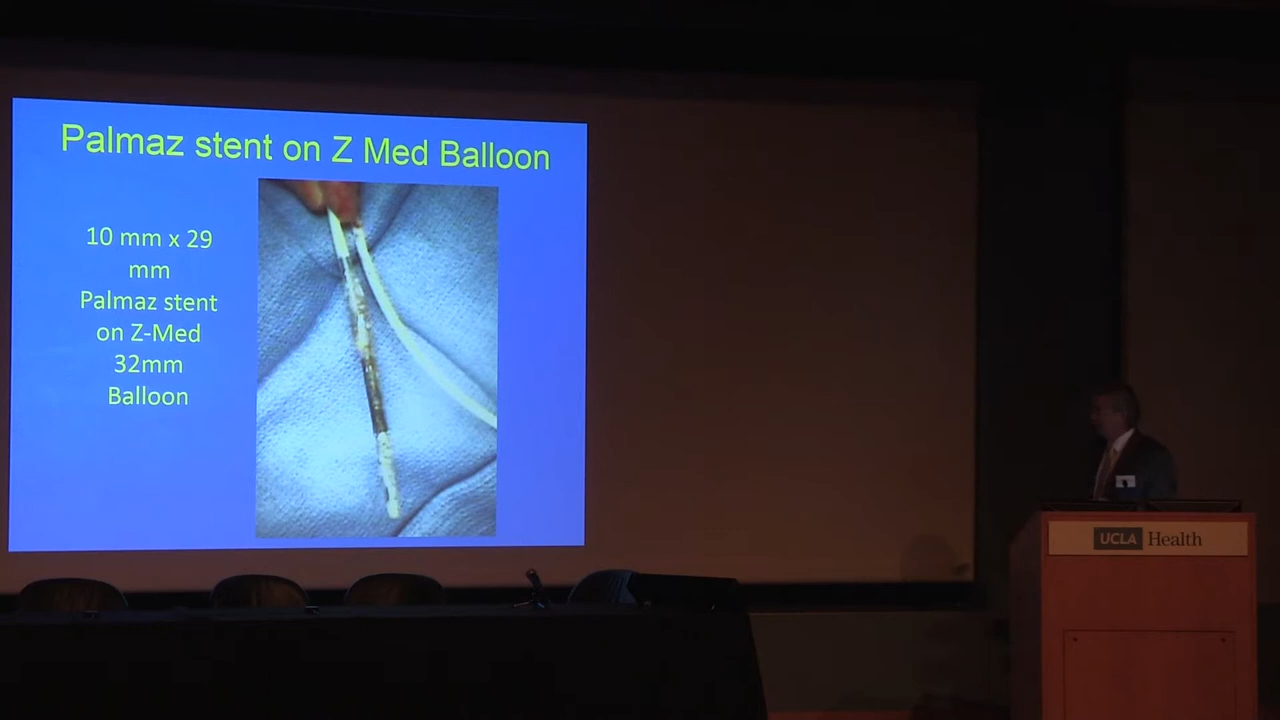 Palmaz stent on Z Med Balloon
10 mm x 29
mm
Palmaz stent
on Z-Med
32mm
Balloon
UCLA Health